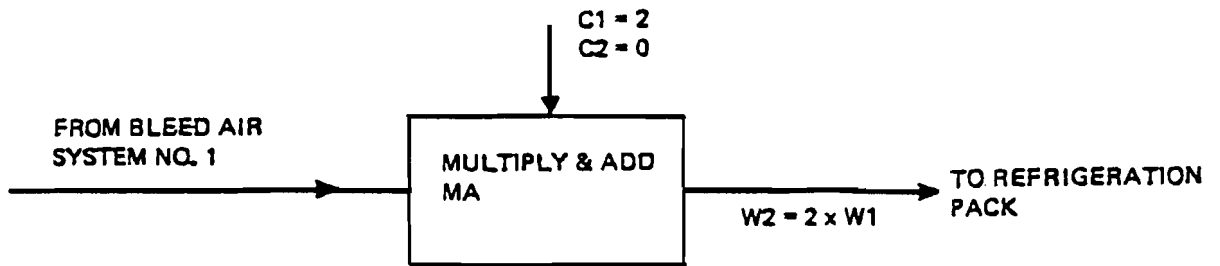 C1 = 2
C2 = 0
FROM BLEED AIR
SYSTEM NO. 1
MULTIPLY & ADD
MA
W2 = 2 x W1
TO REFRIGERATION
PACK